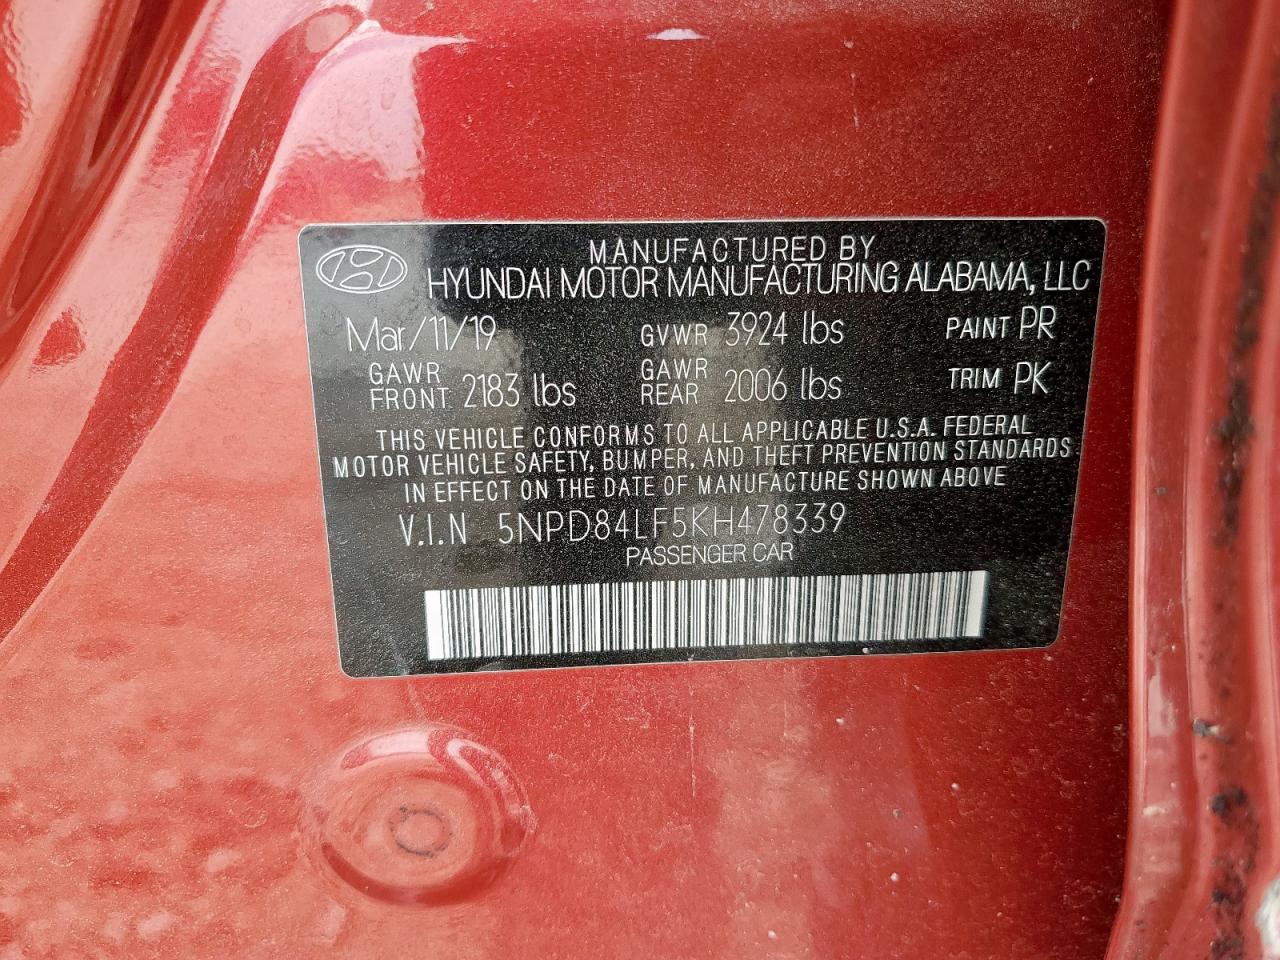 MANUFACTURED BY
HYUNDAI MOTOR MANUFACTURING ALABAMA, LLC
Mar/11/19 GVWR 3924 lbs PAINT PR
GAWR FRONT 2183 lbs GAWR REAR 2006 lbs TRIM PK
THIS VEHICLE CONFORMS TO ALL APPLICABLE U.S.A. FEDERAL
MOTOR VEHICLE SAFETY, BUMPER, AND THEFT PREVENTION STANDARDS
IN EFFECT ON THE DATE OF MANUFACTURE SHOWN ABOVE
V.I.N 5NPD84LF5KH478339
PASSENGER CAR